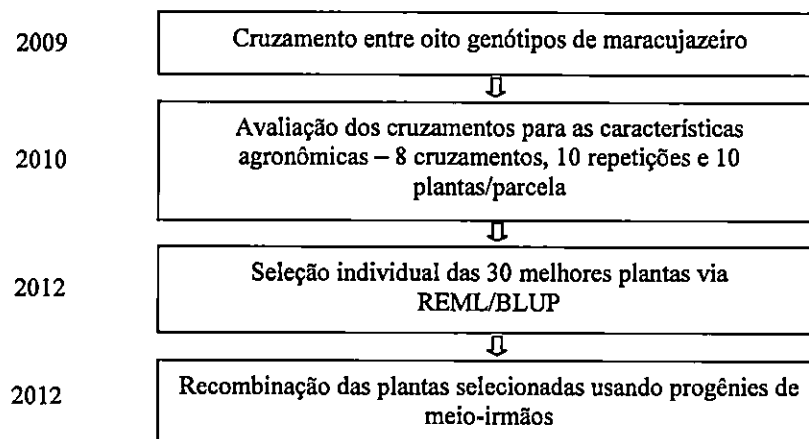 2009
Cruzamento entre oito genótipos de maracujazeiro
2010
Avaliação dos cruzamentos para as características
agronômicas – 8 cruzamentos, 10 repetições e 10
plantas/parcela
2012
Seleção individual das 30 melhores plantas via
REML/BLUP
2012
Recombinação das plantas selecionadas usando progênies de
meio-irmãos